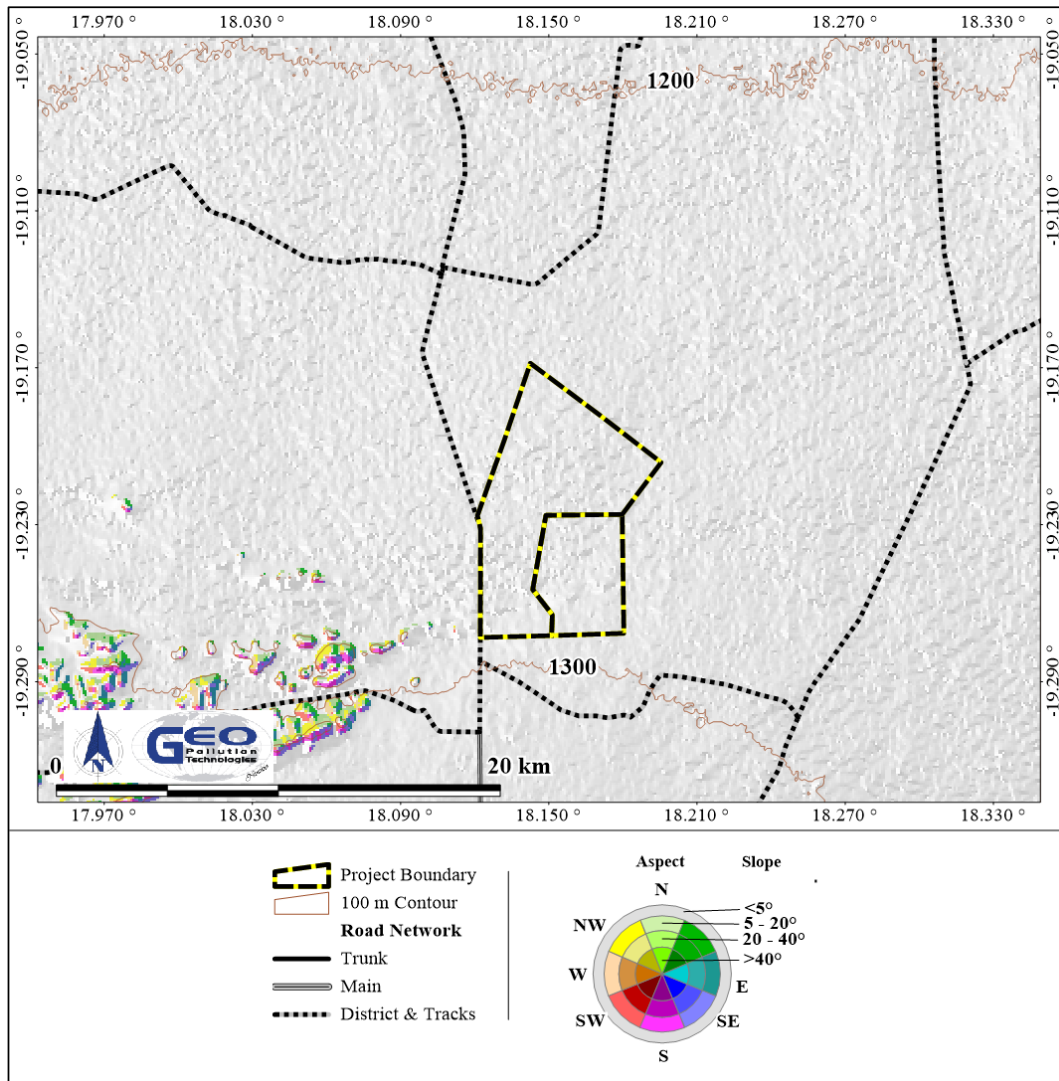 17.970 ° 18.030 ° 18.090 ° 18.150 ° 18.210 ° 18.270 ° 18.330 °
-19.050 °
-19.110 °
-19.170 °
-19.230 °
-19.290 °
-19.050 °
-19.110 °
-19.170 °
-19.230 °
-19.290 °
1200
1300
N
GEO
Pollution
Technologies
0 20 km
17.970 ° 18.030 ° 18.090 ° 18.150 ° 18.210 ° 18.270 ° 18.330 °
Project Boundary
100 m Contour
Road Network
Trunk
Main
District & Tracks
Aspect Slope
N
NW
W
SW
S
SE
E
<5°
5 - 20°
20 - 40°
>40°